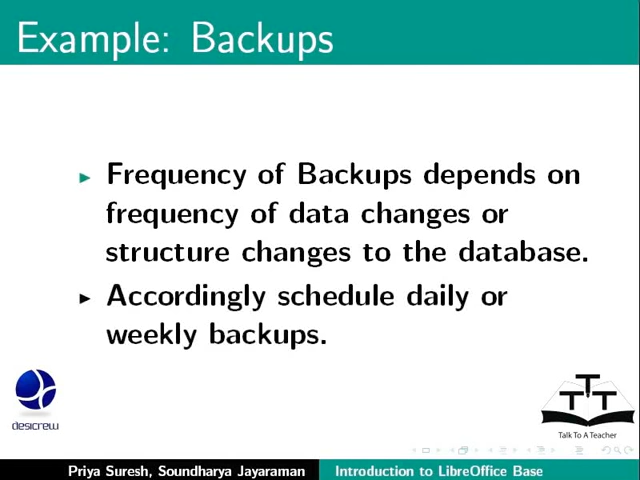 Example: Backups
Frequency of Backups depends on
frequency of data changes or
structure changes to the database.
Accordingly schedule daily or
weekly backups.
desicrew
T T T
Talk To A Teacher
Priya Suresh, Soundharya Jayaraman
Introduction to LibreOffice Base